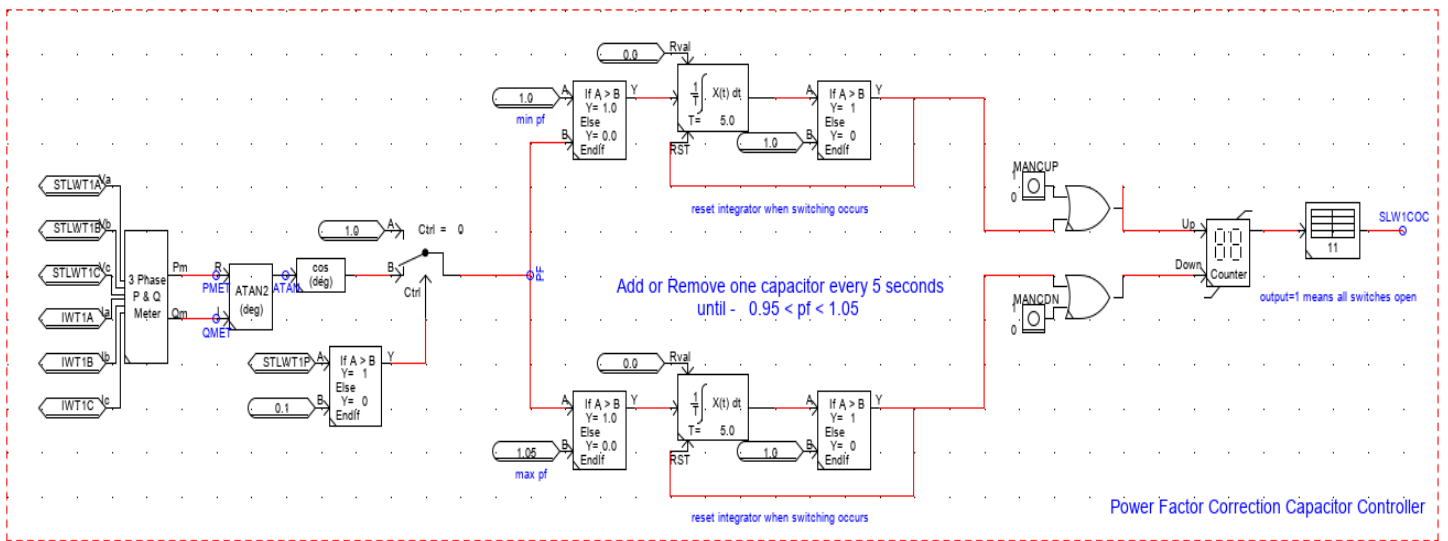 0.0
Rval
1.0
min pf
A
B
If A > B
Y= 1.0
Else
Y= 0.0
EndIf
Y
1
T
X(t) dt
T= 5.0
RST
A
1.0
B
If A > B
Y= 1
Else
Y= 0
EndIf
Y
reset integrator when switching occurs
STLWT1A
Va
STLWT1B
Vb
STLWT1C
Vc
IWT1A
Ia
IWT1B
Ib
IWT1C
Ic
3 Phase
P & Q
Meter
Pm
Qm
R
PMET
I
QMET
ATAN2
(deg)
ATAN
cos
(deg)
1.0
A
Ctrl = 0
B
Ctrl
STLWT1P
A
0.1
B
If A > B
Y= 1
Else
Y= 0
EndIf
Y
PF
Add or Remove one capacitor every 5 seconds
until - 0.95 < pf < 1.05
0.0
Rval
A
1.05
B
max pf
If A > B
Y= 1.0
Else
Y= 0.0
EndIf
Y
1
T
X(t) dt
T= 5.0
RST
A
1.0
B
If A > B
Y= 1
Else
Y= 0
EndIf
Y
reset integrator when switching occurs
MANCUP
1
0
MANCDN
1
0
Up
Down
Counter
11
SLW1COC
output=1 means all switches open
Power Factor Correction Capacitor Controller